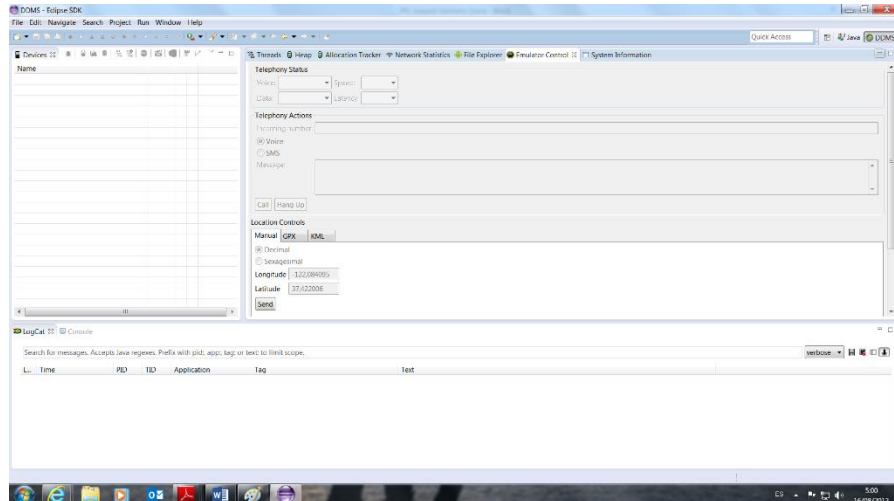 DDMS - Eclipse SDK
File Edit Navigate Search Project Run Window Help
Quick Access Java DDMS
Devices
Name
Threads Heap Allocation Tracker Network Statistics File Explorer Emulator Control System Information
Telephony Status
Voice: Speed:
Data: Latency:
Telephony Actions
Incoming number:
Voice
SMS
Message:
Call Hang Up
Location Controls
Manual GPX KML
Decimal
Sexagesimal
Longitude -122,084095
Latitude 37,422006
Send
LogCat Console
Search for messages. Accepts Java regexes. Prefix with pid:, app:, tag: or text: to limit scope.
verbose
L... Time PID TID Application Tag Text
ES 5:00